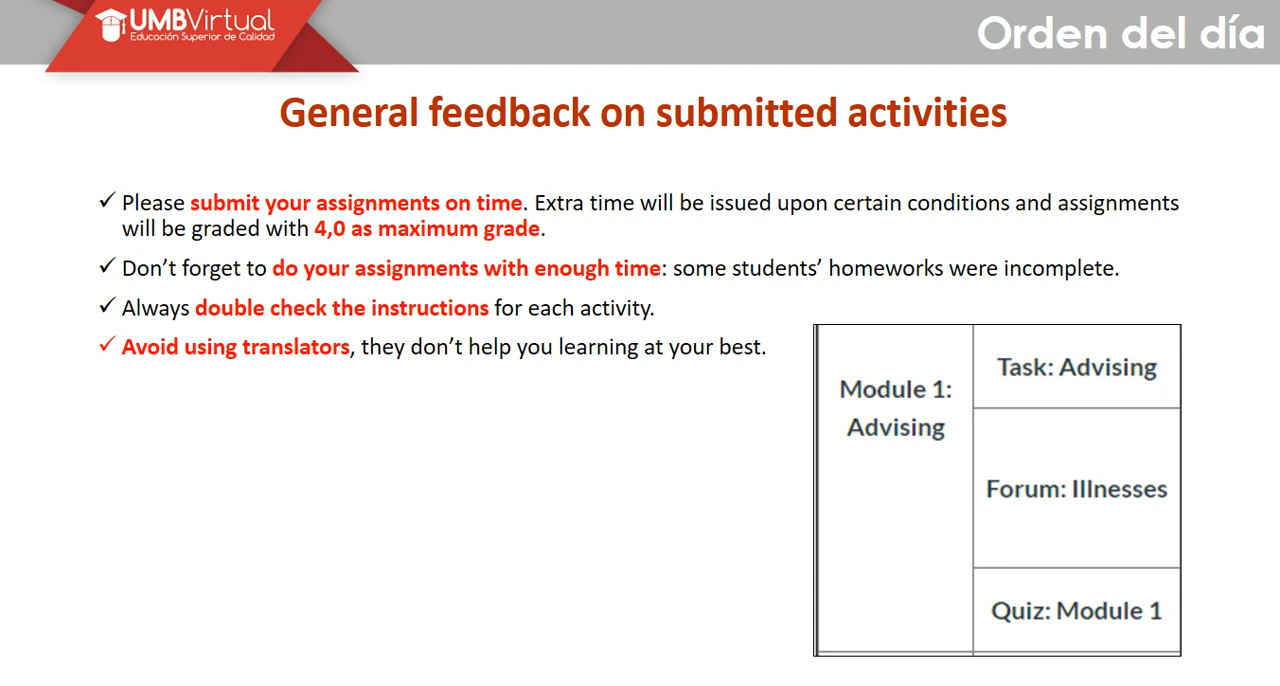 UMBVirtual
Educación Superior de Calidad
Orden del día
General feedback on submitted activities
✓ Please submit your assignments on time. Extra time will be issued upon certain conditions and assignments
will be graded with 4,0 as maximum grade.
✓ Don't forget to do your assignments with enough time: some students' homeworks were incomplete.
✓ Always double check the instructions for each activity.
✓ Avoid using translators, they don't help you learning at your best.
Module 1:
Advising
Task: Advising
Forum: Illnesses
Quiz: Module 1